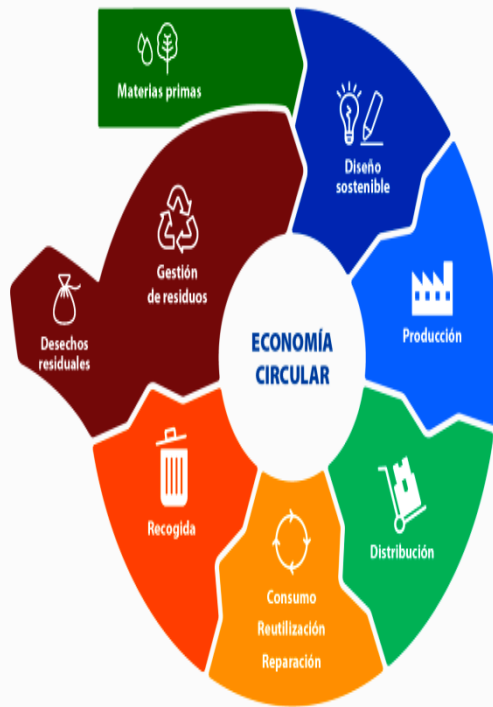 Materias primas
Diseño
sostenible
Producción
Distribución
Consumo
Reutilización
Reparación
Recogida
Gestión
de residuos
Desechos
residuales
ECONOMÍA
CIRCULAR